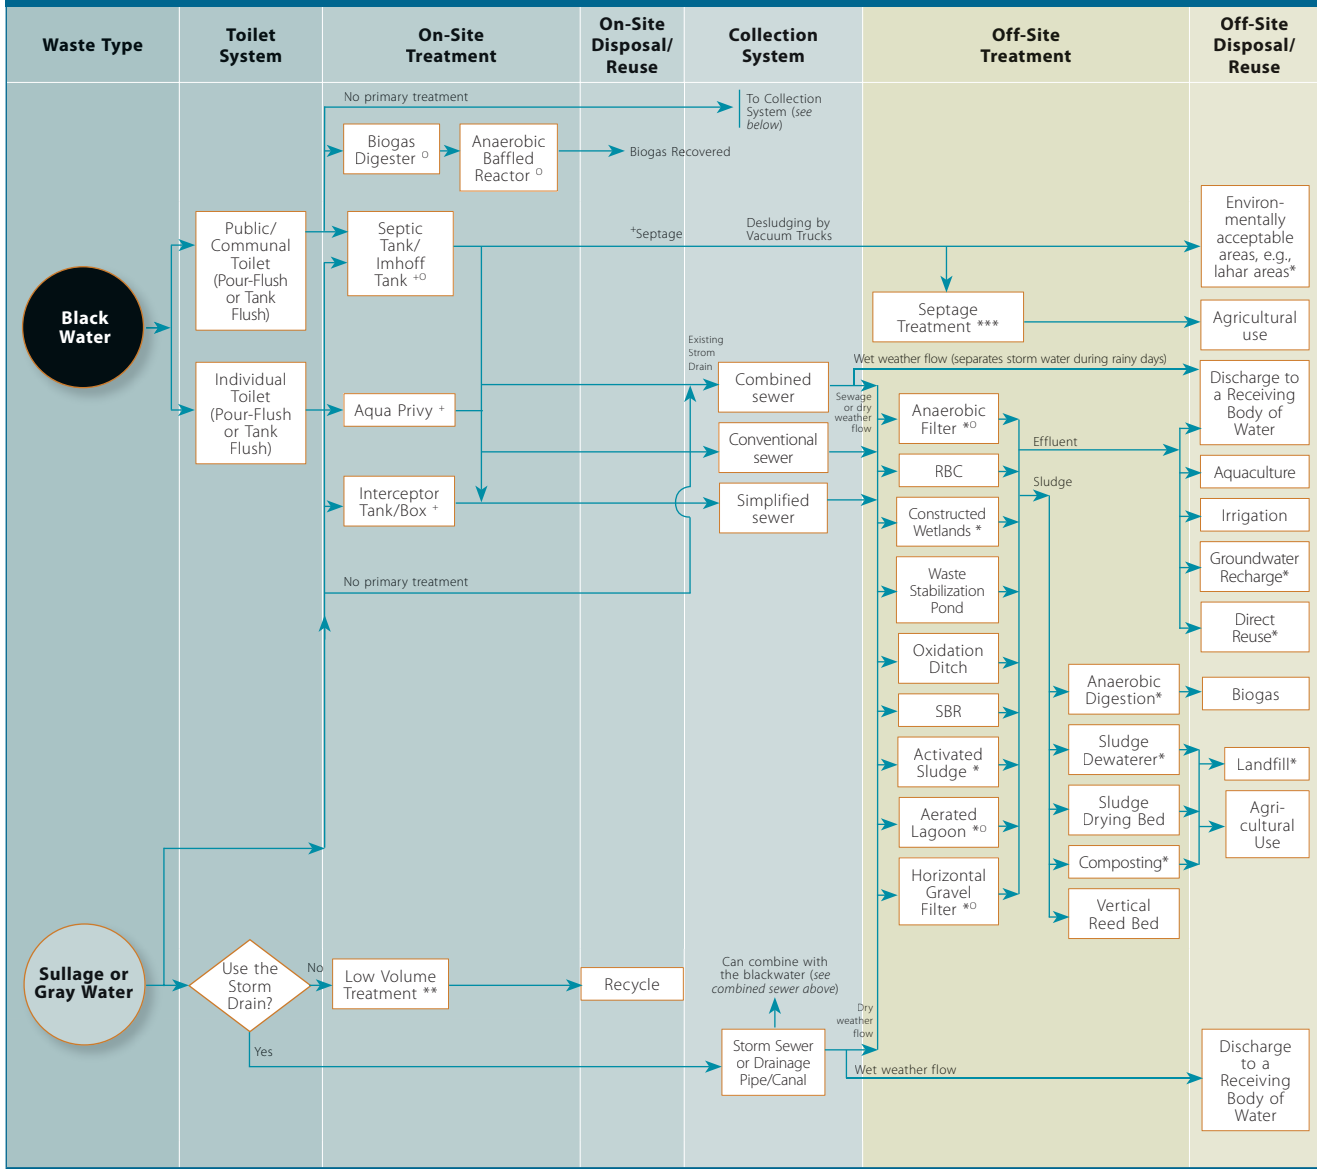 Waste Type
Toilet
System
On-Site
Treatment
On-Site
Disposal/
Reuse
Collection
System
Off-Site
Treatment
Off-Site
Disposal/
Reuse
No primary treatment
To Collection
System (see
below)
Biogas
Digester O
Anaerobic
Baffled
Reactor O
Biogas Recovered
Public/
Communal
Toilet
(Pour-Flush
or Tank
Flush)
Septic
Tank/
Imhoff
Tank +O
+Septage
Desludging by
Vacuum Trucks
Environ-
mentally
acceptable
areas, e.g.,
lahar areas*
Black
Water
Septage
Treatment ***
Agricultural
use
Individual
Toilet
(Pour-Flush
or Tank
Flush)
Aqua Privy +
Existing
Strom
Drain
Combined
sewer
Wet weather flow (separates storm water during rainy days)
Sewage
or dry
weather
flow
Discharge to
a Receiving
Body of
Water
Anaerobic
Filter *O
Effluent
Conventional
sewer
RBC
Sludge
Aquaculture
Interceptor
Tank/Box +
Simplified
sewer
Constructed
Wetlands *
Irrigation
No primary treatment
Waste
Stabilization
Pond
Groundwater
Recharge*
Oxidation
Ditch
Direct
Reuse*
SBR
Anaerobic
Digestion*
Biogas
Activated
Sludge *
Sludge
Dewaterer*
Landfill*
Aerated
Lagoon *O
Sludge
Drying Bed
Agri-
cultural
Use
Horizontal
Gravel
Filter *O
Composting*
Vertical
Reed Bed
Sullage or
Gray Water
Use the
Storm
Drain?
No
Low Volume
Treatment **
Recycle
Can combine with
the blackwater (see
combined sewer above)
Yes
Storm Sewer
or Drainage
Pipe/Canal
Dry
weather
flow
Wet weather flow
Discharge
to a
Receiving
Body of
Water